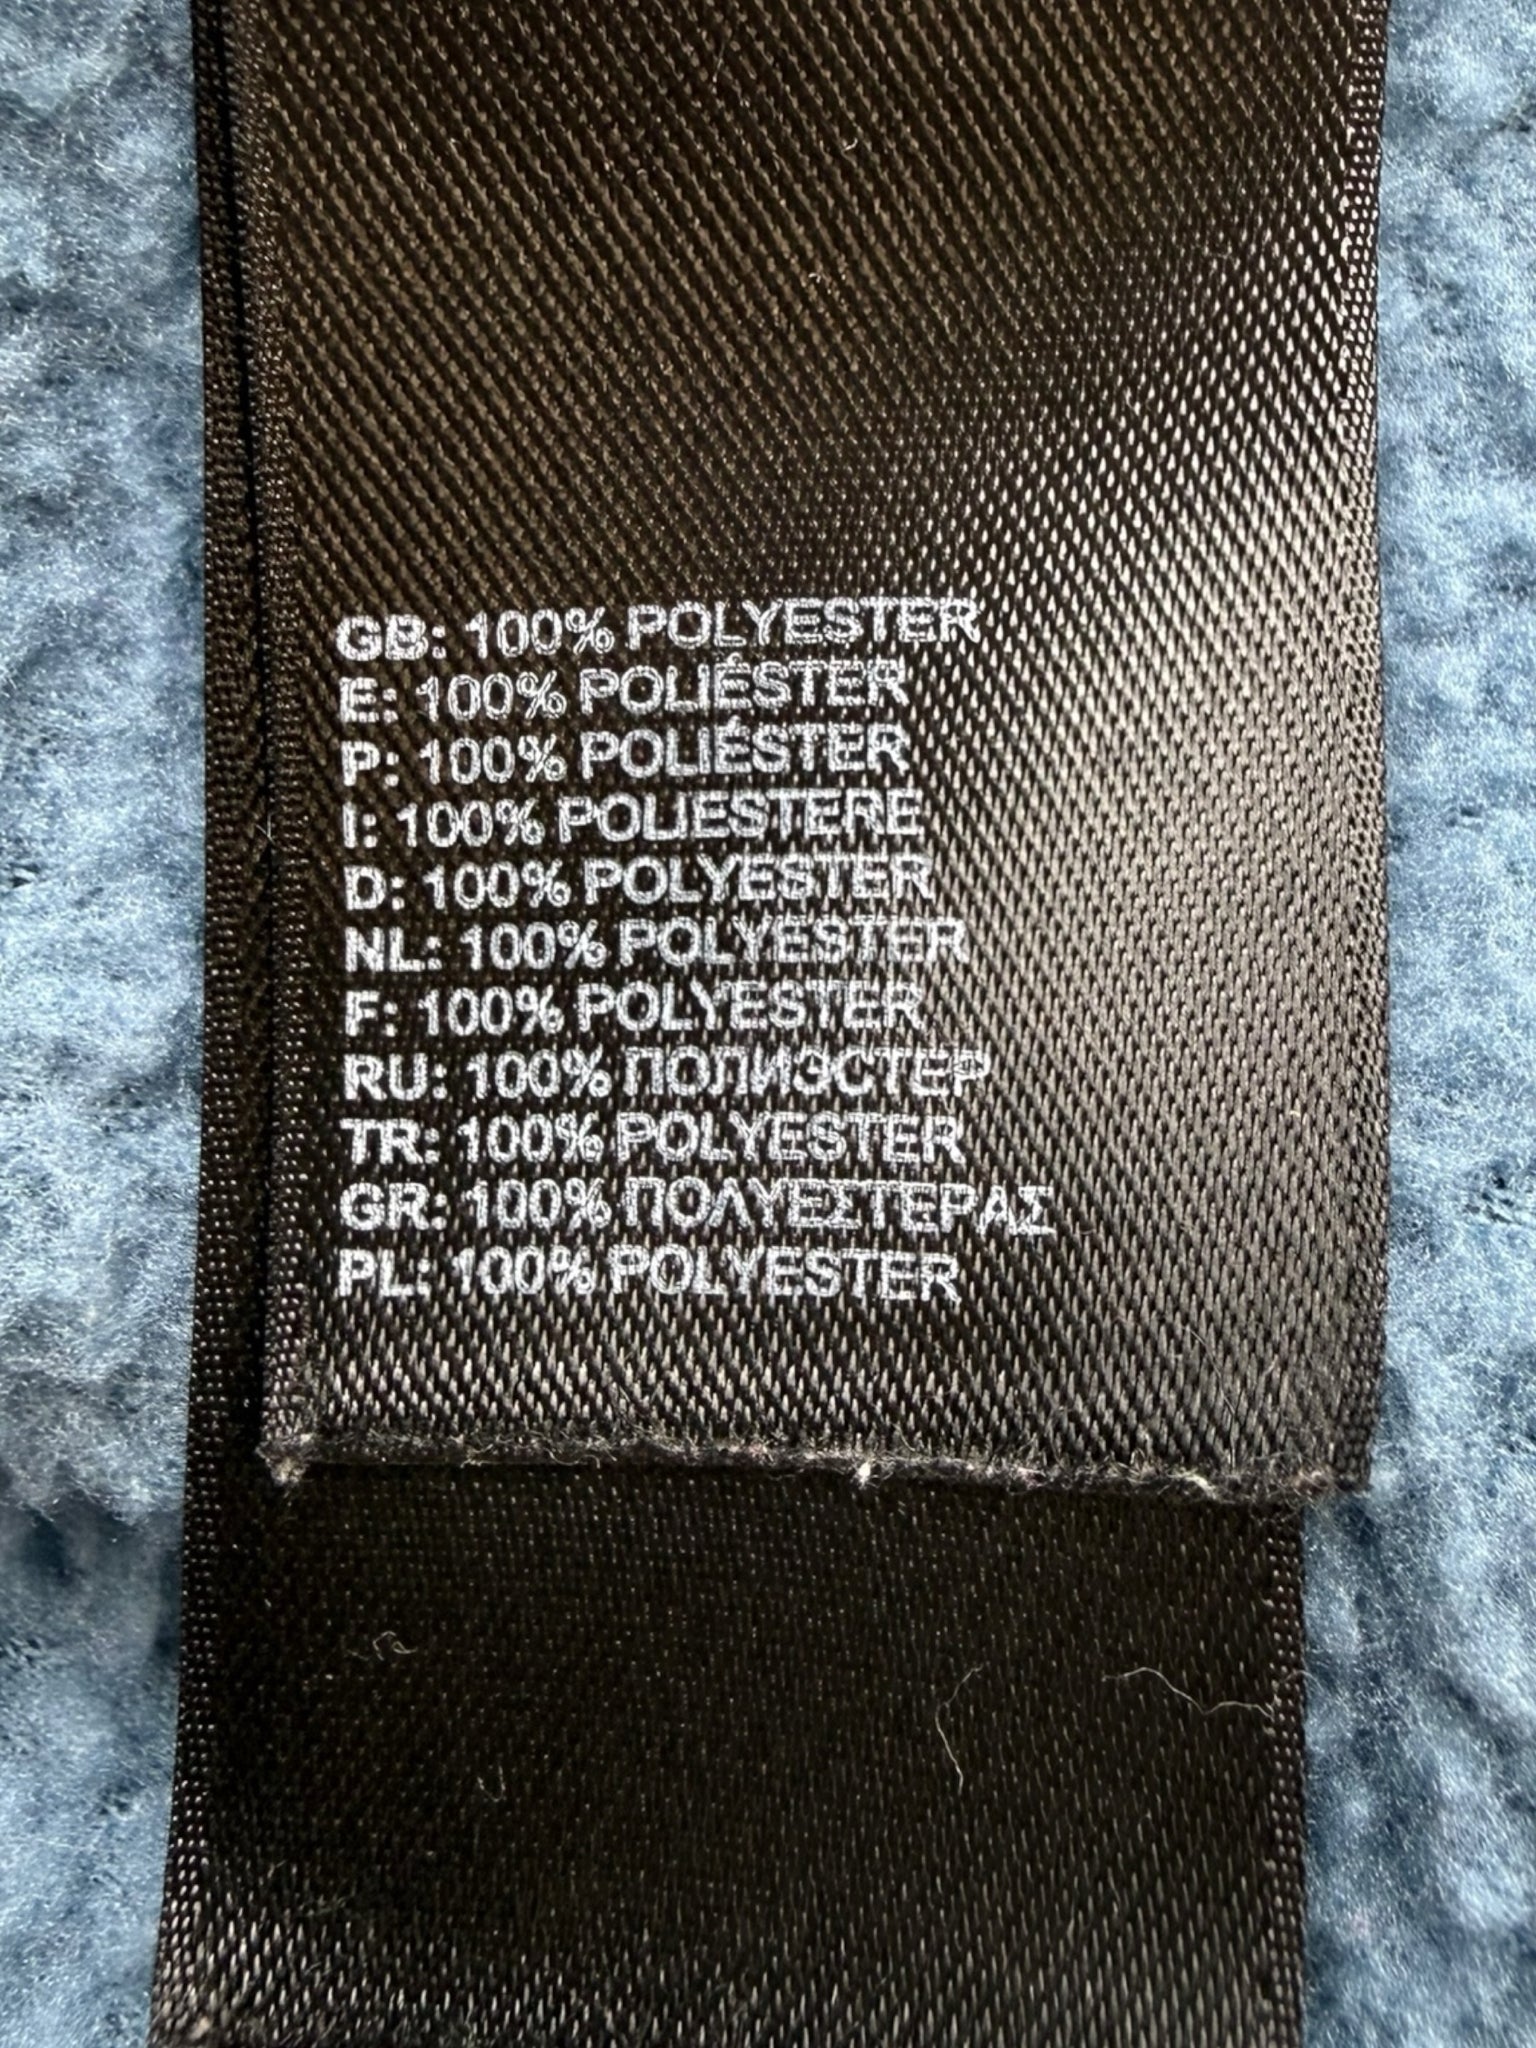 GB: 100% POLYESTER
E: 100% POLIÉSTER
P: 100% POLIÉSTER
I: 100% POLIESTERE
D: 100% POLYESTER
NL: 100% POLYESTER
F: 100% POLYESTER
RU: 100% ПОЛИЭСТЕР
TR: 100% POLYESTER
GR: 100% ΠΟΛΥΕΣΤΕΡΑΣ
PL: 100% POLYESTER